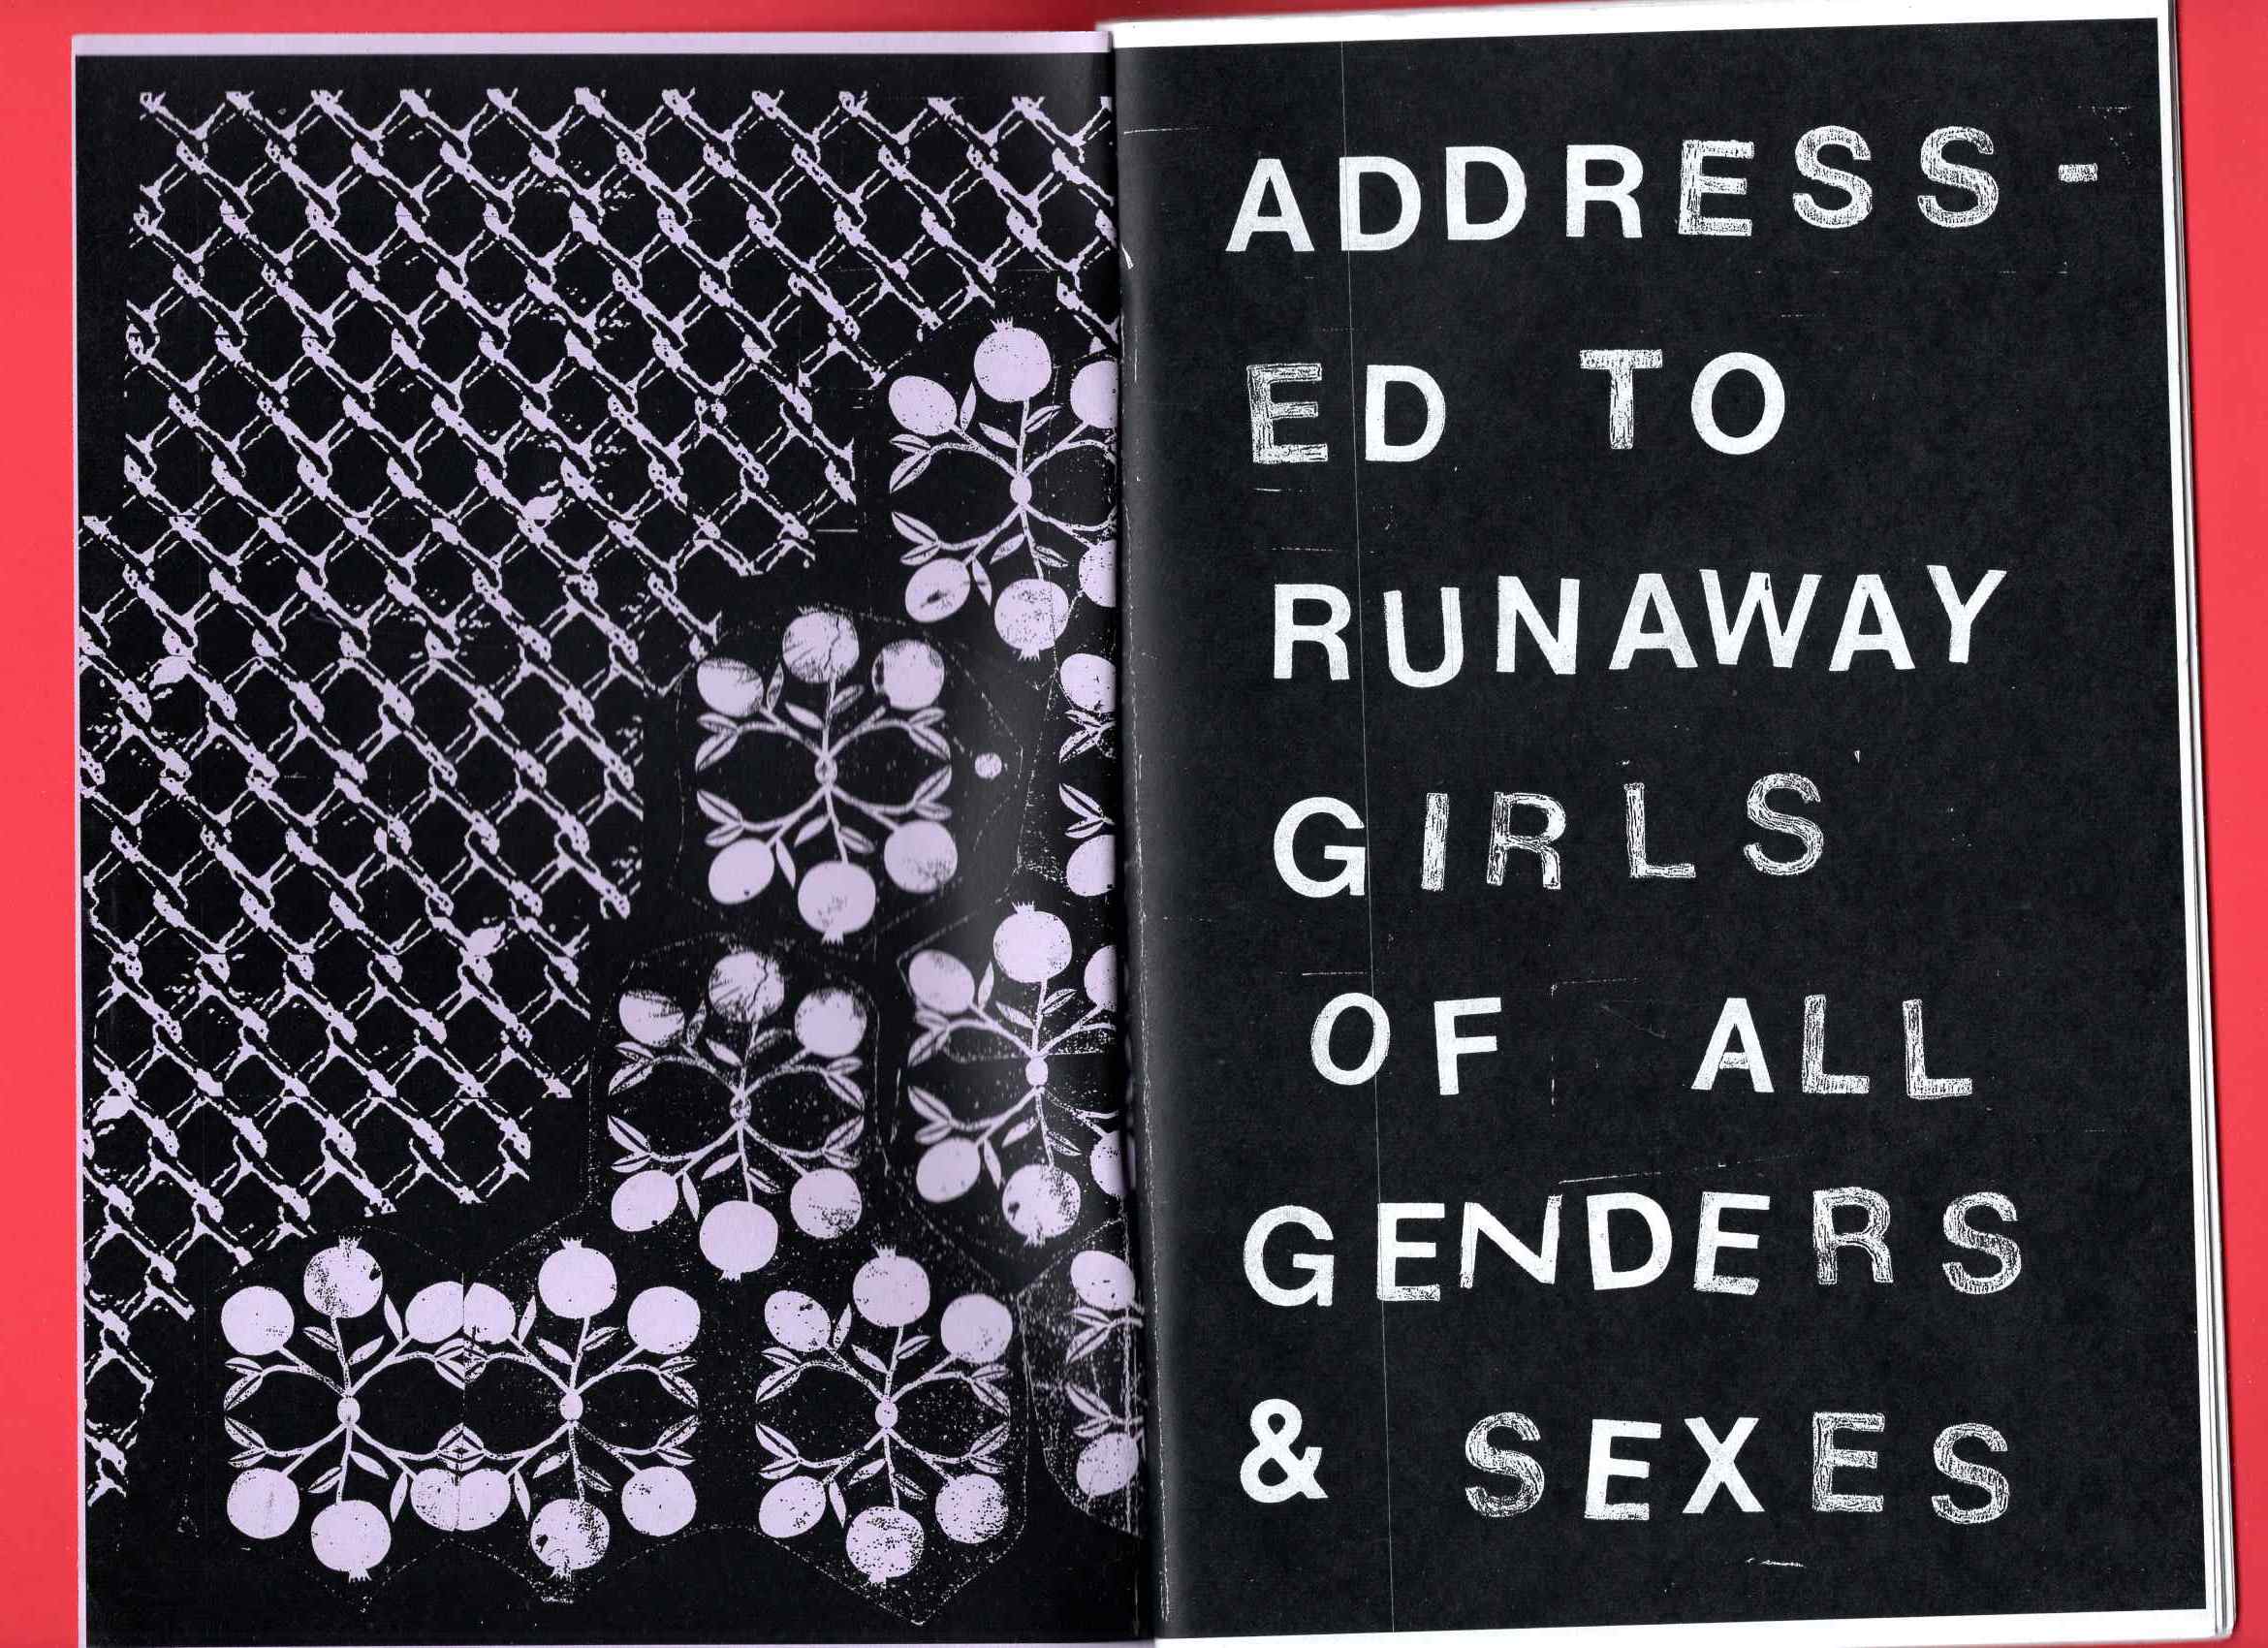 ADDRESS-
ED TO
RUNAWAY
GIRLS
OF ALL
GENDERS
& SEXES